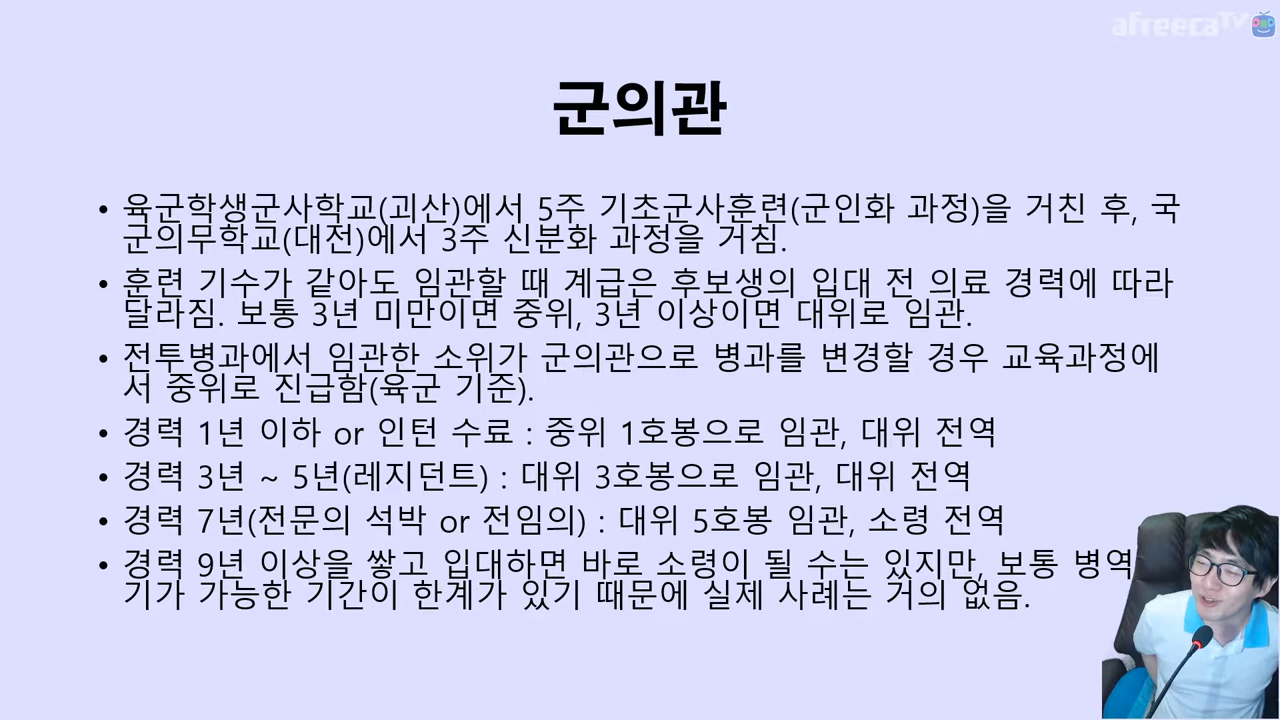 afreecaTV
군의관
• 육군학생군사학교(괴산)에서 5주 기초군사훈련(군인화 과정)을 거친 후, 국
군의무학교(대전)에서 3주 신분화 과정을 거침.
• 훈련 기수가 같아도 임관할 때 계급은 후보생의 입대 전 의료 경력에 따라
달라짐. 보통 3년 미만이면 중위, 3년 이상이면 대위로 임관.
• 전투병과에서 임관한 소위가 군의관으로 병과를 변경할 경우 교육과정에
서 중위로 진급함(육군 기준).
• 경력 1년 이하 or 인턴 수료 : 중위 1호봉으로 임관, 대위 전역
• 경력 3년 ~ 5년(레지던트) : 대위 3호봉으로 임관, 대위 전역
• 경력 7년(전문의 석박 or 전임의) : 대위 5호봉 임관, 소령 전역
• 경력 9년 이상을 쌓고 입대하면 바로 소령이 될 수는 있지만, 보통 병역
기가 가능한 기간이 한계가 있기 때문에 실제 사례는 거의 없음.